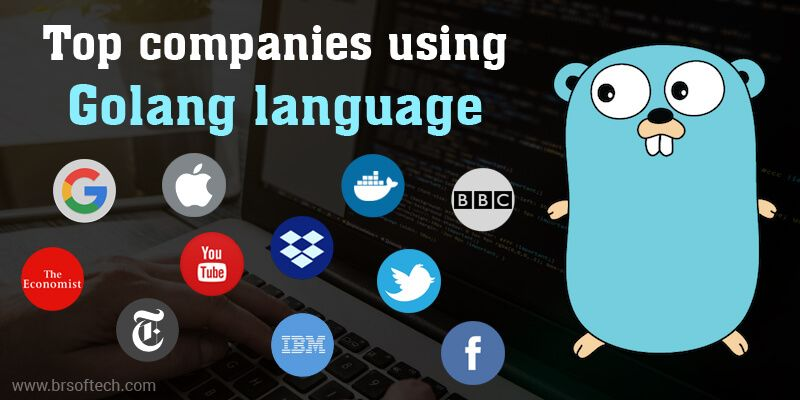 Top companies using
Golang language
BBC
The
Economist
You
Tube
IBM
www.brsoftech.com